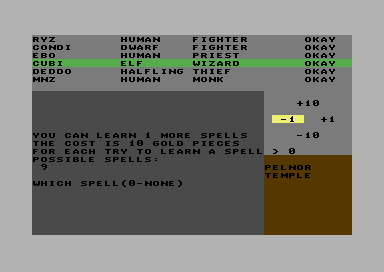 RYZ HUMAN FIGHTER OKAY
CONDI DWARF FIGHTER OKAY
EBO HUMAN PRIEST OKAY
CUBI ELF WIZARD OKAY
DEDDO HALFLING THIEF OKAY
MNZ HUMAN MONK OKAY
+10
-1 +1
YOU CAN LEARN 1 MORE SPELLS -10
THE COST IS 10 GOLD PIECES
FOR EACH TRY TO LEARN A SPELL > 0
POSSIBLE SPELLS:
9
PELNOR
TEMPLE
WHICH SPELL(0-NONE)